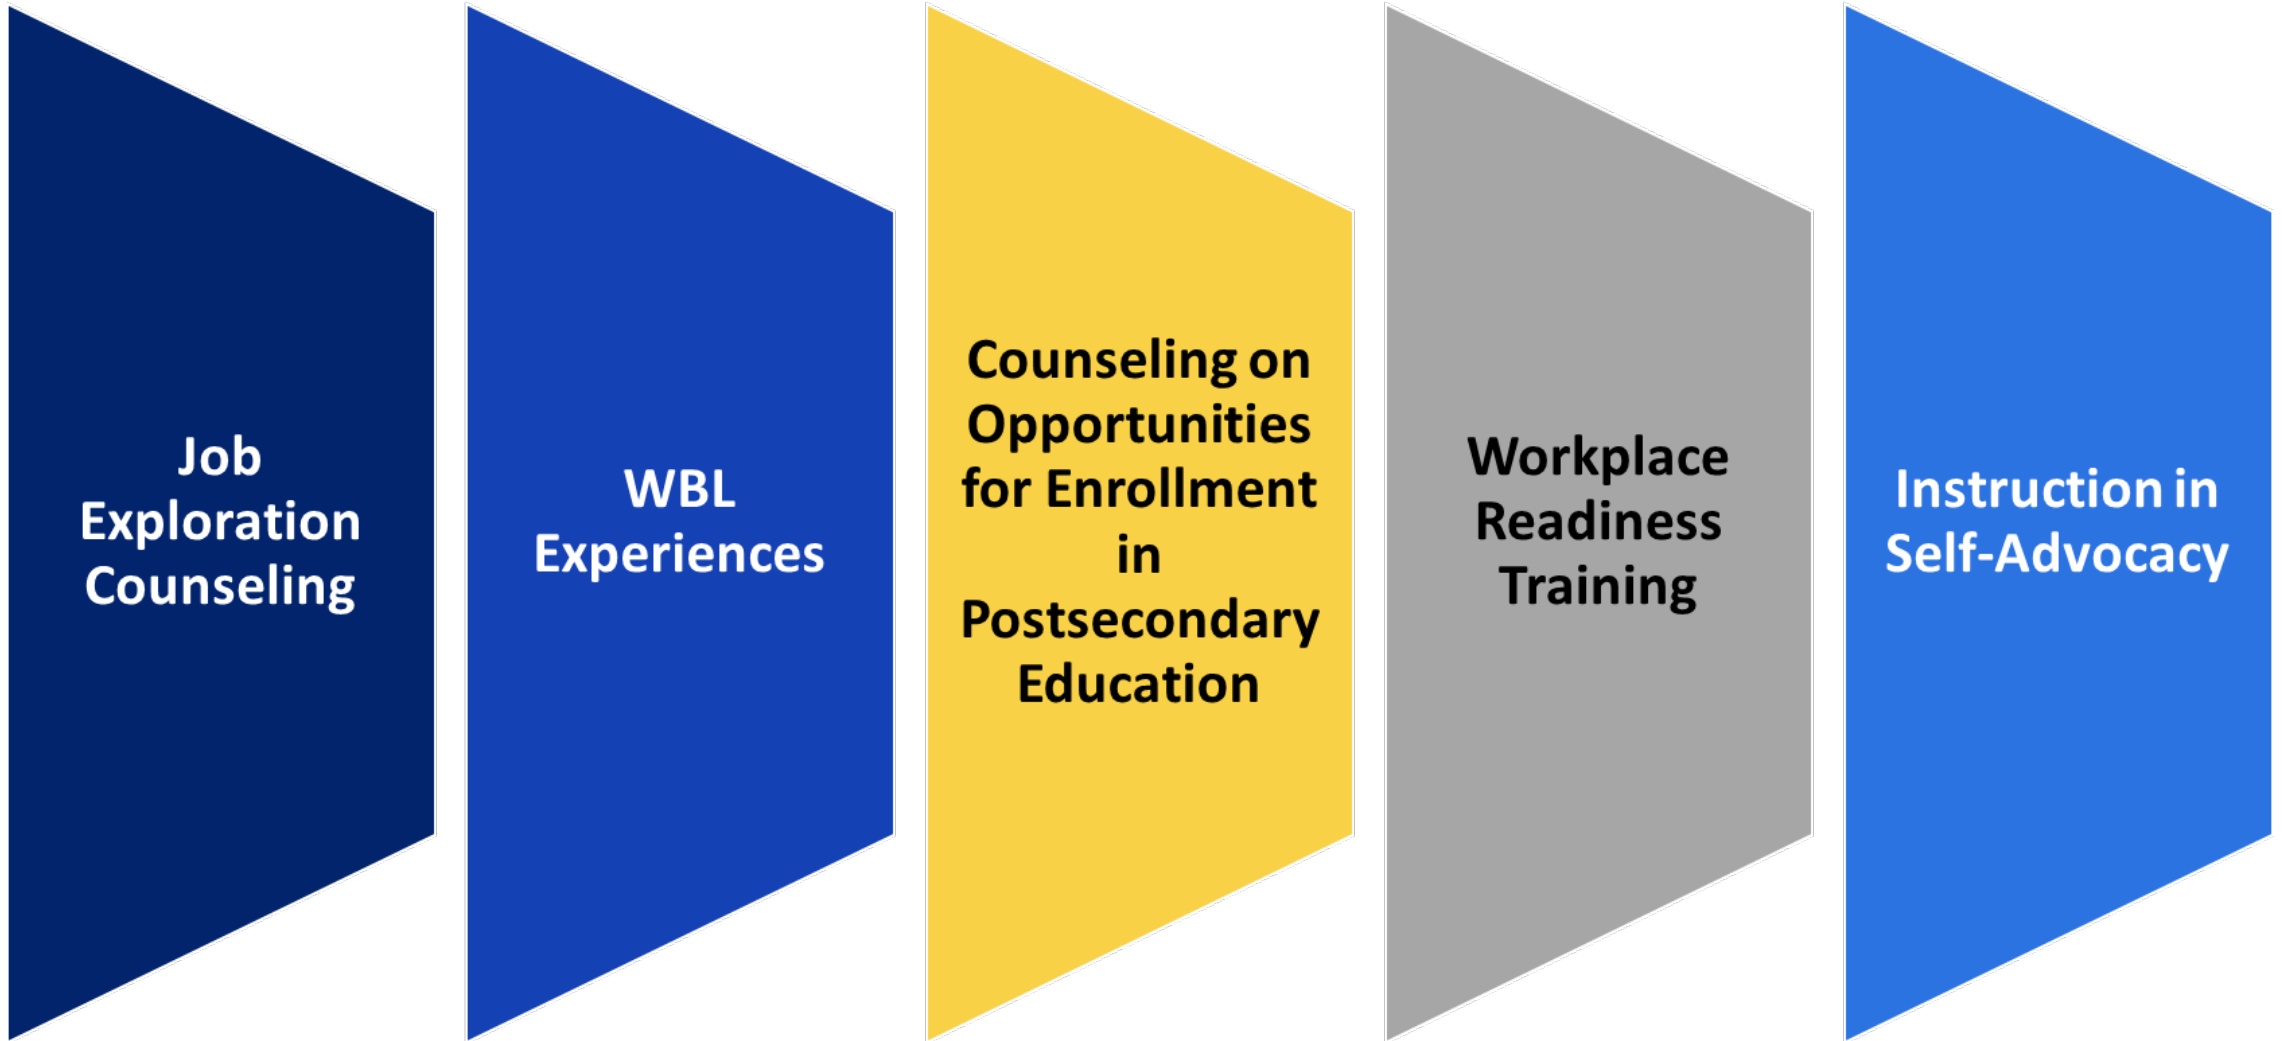 Job
Exploration
Counseling
WBL
Experiences
Counseling on
Opportunities
for Enrollment
in
Postsecondary
Education
Workplace
Readiness
Training
Instruction in
Self-Advocacy